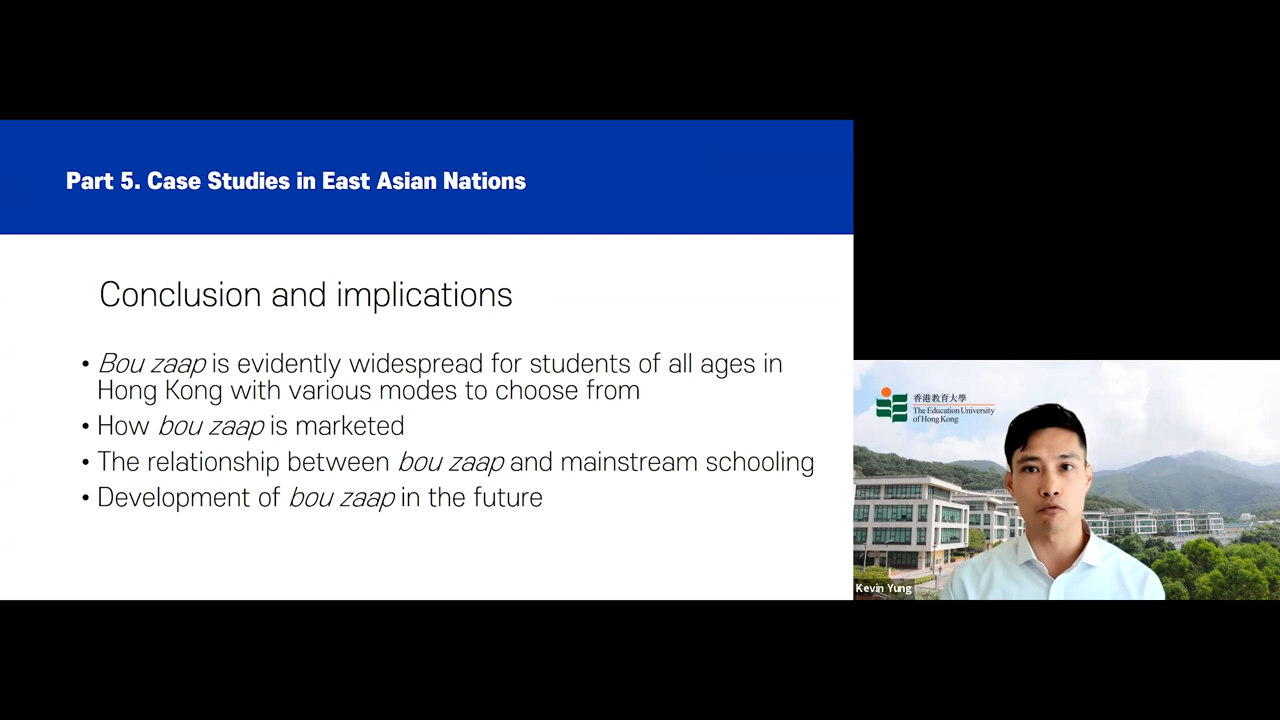 Part 5. Case Studies in East Asian Nations
Conclusion and implications
• Bou zaap is evidently widespread for students of all ages in
Hong Kong with various modes to choose from
• How bou zaap is marketed
• The relationship between bou zaap and mainstream schooling
• Development of bou zaap in the future
香港教育大學
The Education University
of Hong Kong
Kevin Yung